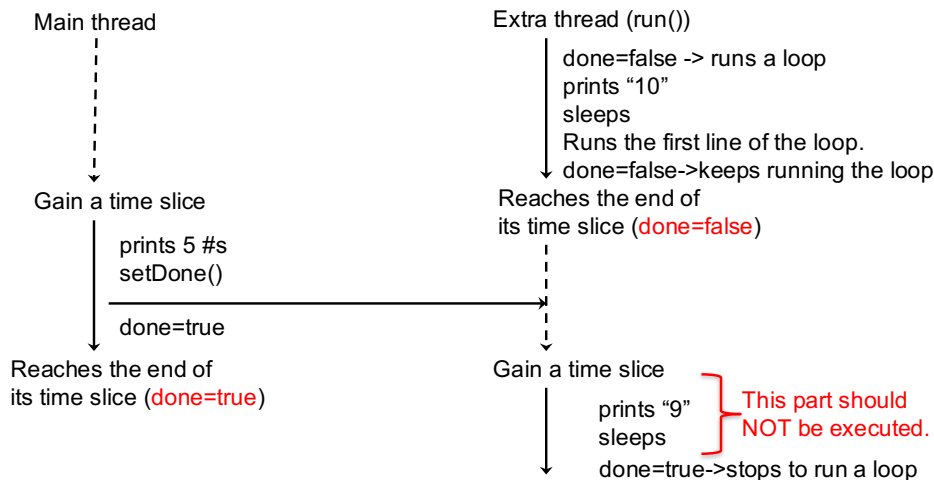 Main thread
Gain a time slice
prints 5 #s
setDone()
done=true
Reaches the end of
its time slice (done=true)
Extra thread (run())
done=false -> runs a loop
prints “10”
sleeps
Runs the first line of the loop.
done=false->keeps running the loop
Reaches the end of
its time slice (done=false)
Gain a time slice
prints “9”
sleeps
This part should
NOT be executed.
done=true->stops to run a loop